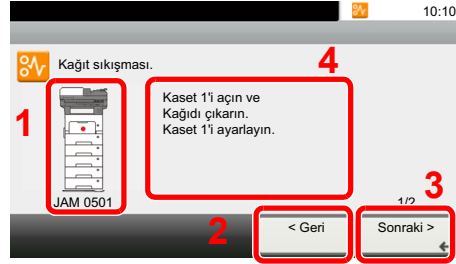 10:10
Kağıt sıkışması.
4
1
Kaset 1'i açın ve
Kağıdı çıkarın.
Kaset 1'i ayarlayın.
JAM 0501
1/2
3
2
< Geri
Sonraki >